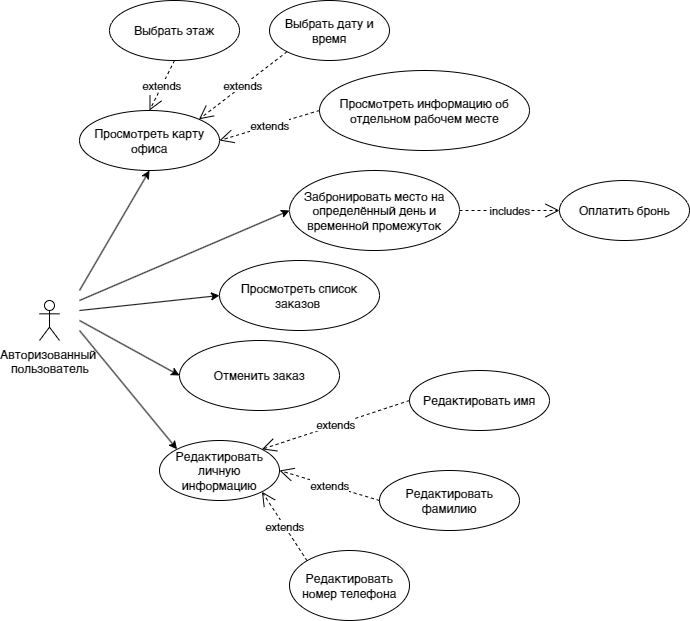 Выбрать этаж
Выбрать дату и
время
extends
extends
Просмотреть информацию об
отдельном рабочем месте
extends
Просмотреть карту
офиса
Забронировать место на
определённый день и
временной промежуток
includes
Оплатить бронь
Просмотреть список
заказов
Авторизованный
пользователь
Отменить заказ
Редактировать имя
extends
Редактировать
личную
информацию
extends
Редактировать
фамилию
extends
Редактировать
номер телефона